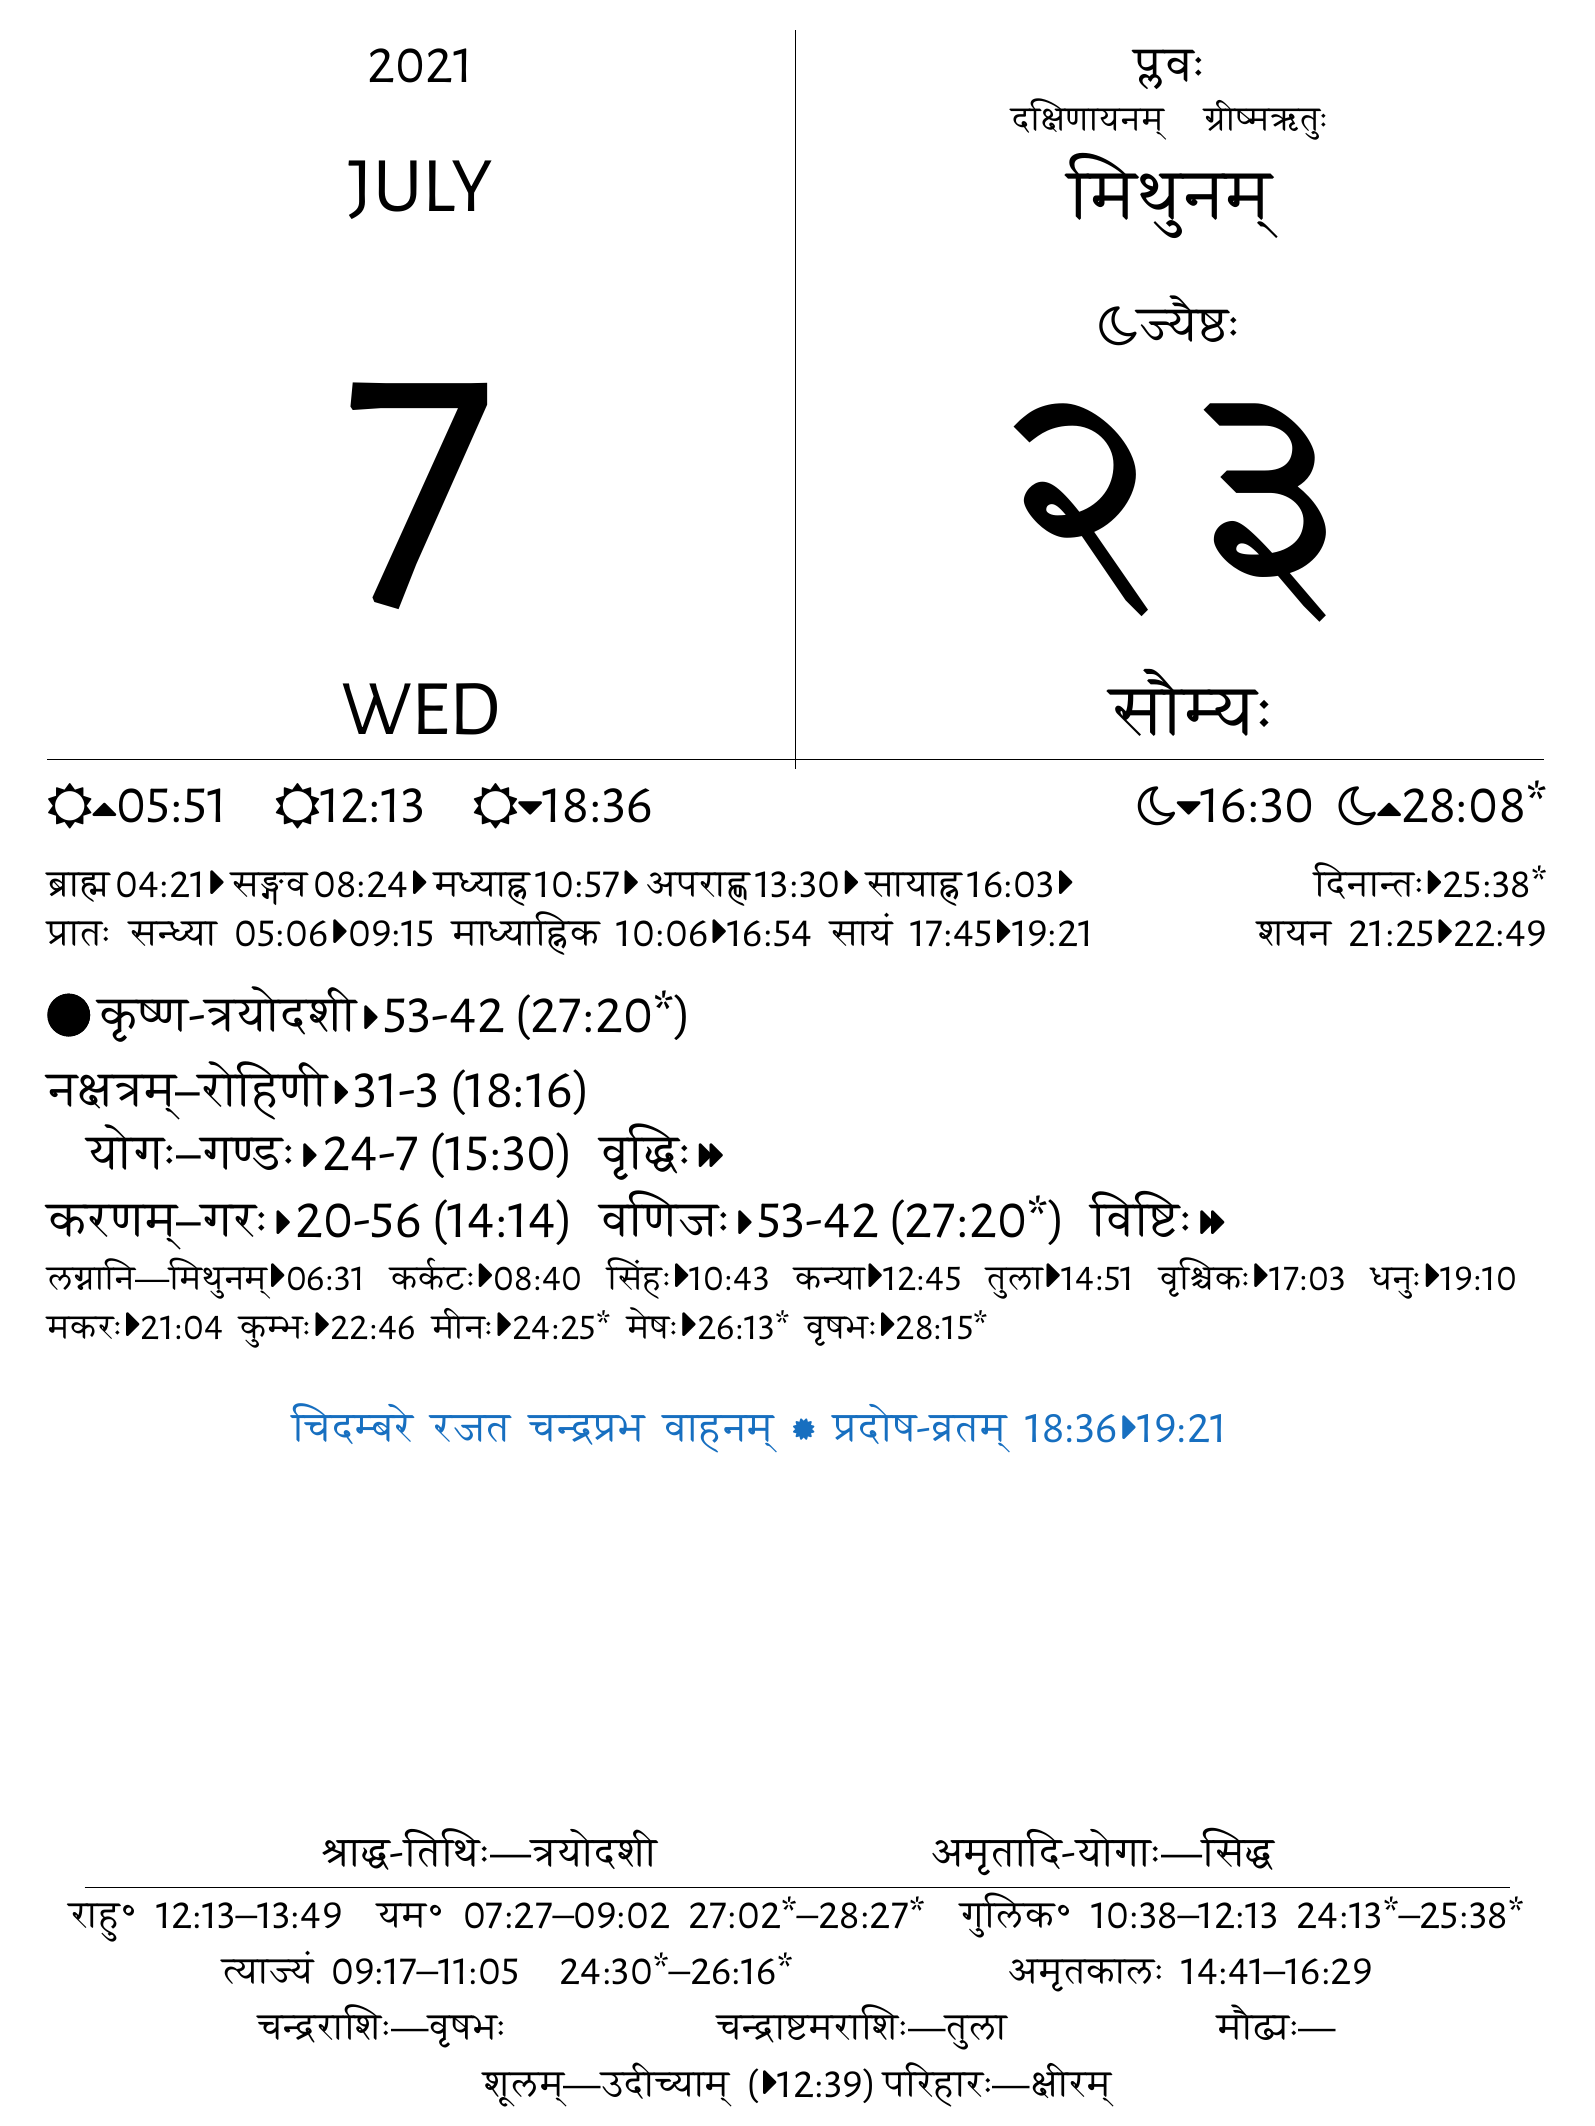 2021
JULY
7
WED
प्लवः
दक्षिणायनम् ग्रीष्मऋतुः
मिथुनम्
ज्यैष्ठः
२३
सौम्यः
05:51 12:13 18:36 16:30 28:08*
ब्राह्म 04:21 सङ्गव 08:24 मध्याह्न 10:57 अपराह्ण 13:30 सायाह्न 16:03 दिनान्तः 25:38*
प्रातः सन्ध्या 05:06 09:15 माध्याह्निक 10:06 16:54 सायं 17:45 19:21 शयन 21:25 22:49
कृष्ण-त्रयोदशी 53-42 (27:20*)
नक्षत्रम्–रोहिणी 31-3 (18:16)
योगः–गण्डः 24-7 (15:30) वृद्धिः
करणम्–गरः 20-56 (14:14) वणिजः 53-42 (27:20*) विष्टिः
लग्नानि—मिथुनम् 06:31 कर्कटः 08:40 सिंहः 10:43 कन्या 12:45 तुला 14:51 वृश्चिकः 17:03 धनुः 19:10
मकरः 21:04 कुम्भः 22:46 मीनः 24:25* मेषः 26:13* वृषभः 28:15*
चिदम्बरे रजत चन्द्रप्रभ वाहनम् प्रदोष-व्रतम् 18:36 19:21
श्राद्ध-तिथिः—त्रयोदशी अमृतादि-योगाः—सिद्ध
राहु॰ 12:13–13:49 यम॰ 07:27–09:02 27:02*–28:27* गुलिक॰ 10:38–12:13 24:13*–25:38*
त्याज्यं 09:17–11:05 24:30*–26:16* अमृतकालः 14:41–16:29
चन्द्रराशिः—वृषभः चन्द्राष्टमराशिः—तुला मौढ्यः—
शूलम्—उदीच्याम् (12:39) परिहारः—क्षीरम्